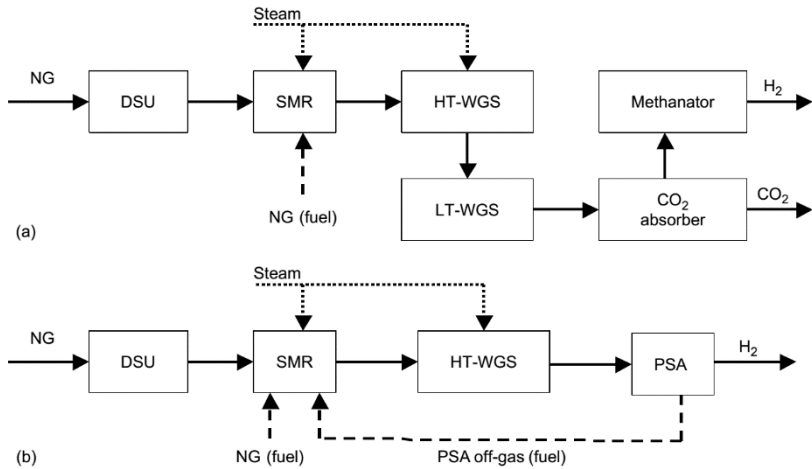 Steam
NG
DSU
SMR
HT-WGS
Methanator
H₂
NG (fuel)
LT-WGS
CO₂
absorber
CO₂
(a)
Steam
NG
DSU
SMR
HT-WGS
PSA
H₂
(b)
NG (fuel)
PSA off-gas (fuel)